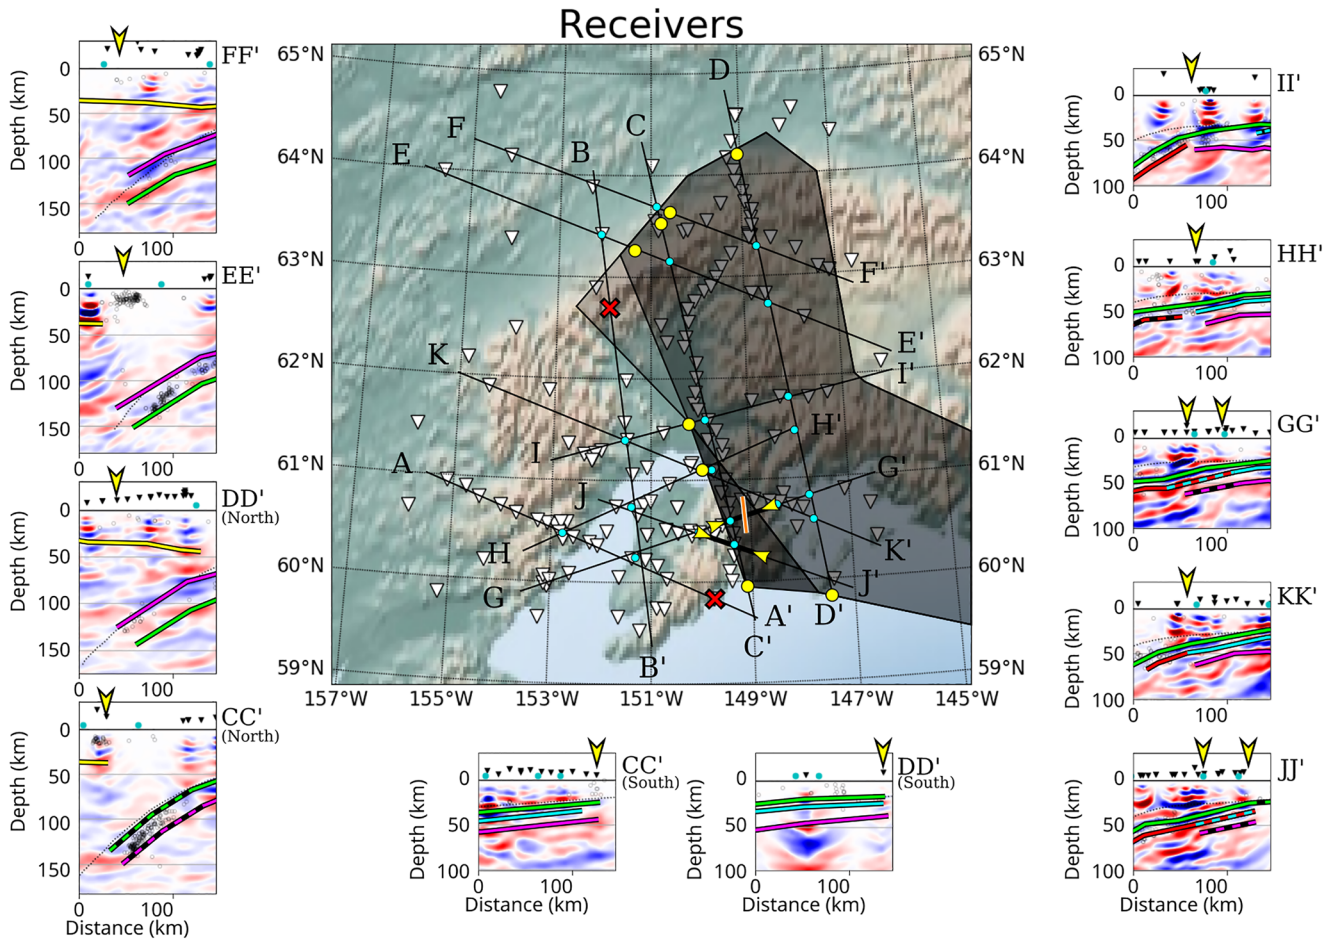 Receivers
FF'
0
50
100
150
Depth (km)
0
100
EE'
0
50
100
150
Depth (km)
DD'
(North)
0
50
100
150
Depth (km)
0
100
CC'
(North)
0
50
100
150
Depth (km)
0
100
Distance (km)
65°N
64°N
63°N
62°N
61°N
60°N
59°N
65°N
64°N
63°N
62°N
61°N
60°N
59°N
157°W
155°W
153°W
151°W
149°W
147°W
145°W
D
C
F
B
E
F'
E'
K
I'
H'
I
A
G'
J
H
K'
G
J'
A'
D'
C'
B'
CC'
(South)
0
50
100
Depth (km)
0
100
Distance (km)
DD'
(South)
0
50
100
Depth (km)
0
100
Distance (km)
II'
0
50
100
Depth (km)
0
100
HH'
0
50
100
Depth (km)
0
100
GG'
0
50
100
Depth (km)
0
100
KK'
0
50
100
Depth (km)
0
100
JJ'
0
50
100
Depth (km)
0
100
Distance (km)